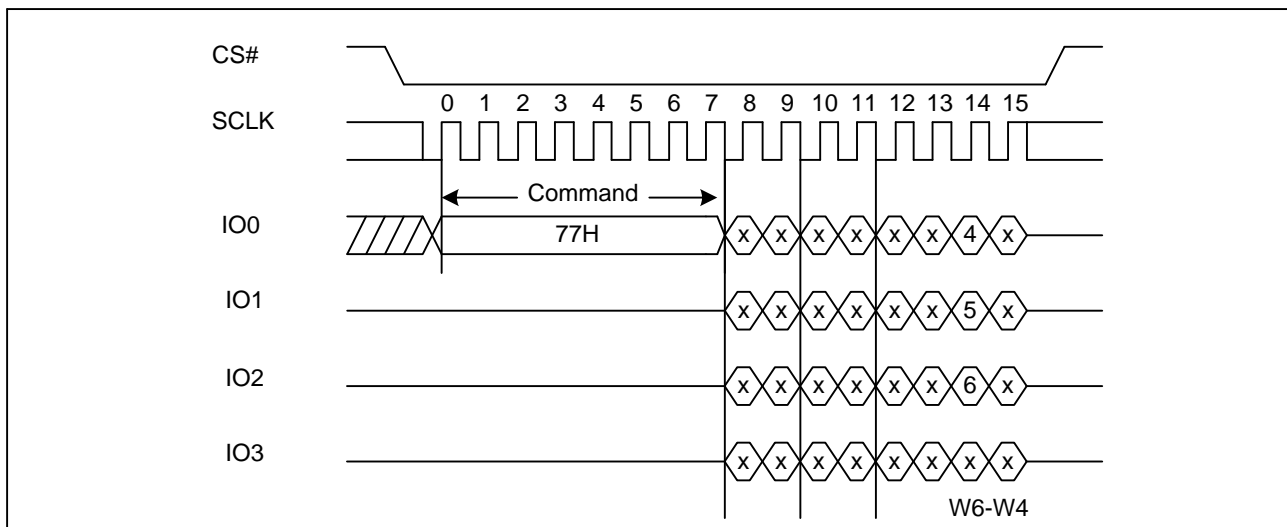 CS#
0 1 2 3 4 5 6 7 8 9 10 11 12 13 14 15
SCLK
Command
IO0 77H x x x x x x 4 x
IO1 x x x x x x 5 x
IO2 x x x x x x 6 x
IO3 x x x x x x x x
W6-W4